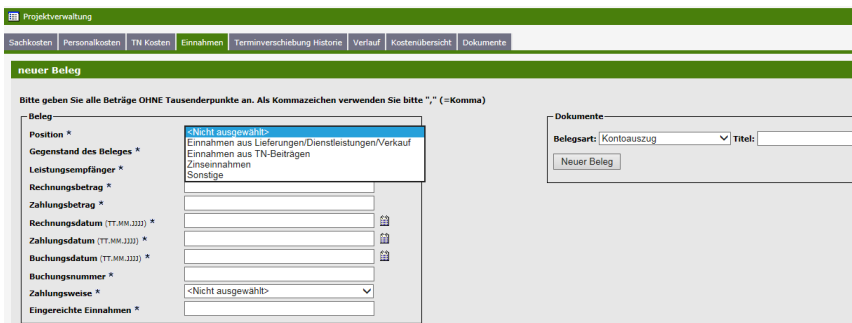 Projektverwaltung
Sachkosten Personalkosten TN Kosten Einnahmen Terminverschiebung Historie Verlauf Kostenübersicht Dokumente
neuer Beleg
Bitte geben Sie alle Beträge OHNE Tausenderpunkte an. Als Kommazeichen verwenden Sie bitte "," (=Komma)
Beleg
Position *
<Nicht ausgewählt>
Einnahmen aus Lieferungen/Dienstleistungen/Verkauf
Einnahmen aus TN-Beiträgen
Zinseinnahmen
Sonstige
Gegenstand des Beleges *
Leistungsempfänger *
Rechnungsbetrag *
Zahlungsbetrag *
Rechnungsdatum (TT.MM.JJJJ) *
Zahlungsdatum (TT.MM.JJJJ) *
Buchungsdatum (TT.MM.JJJJ) *
Buchungsnummer *
Zahlungsweise * <Nicht ausgewählt>
Eingereichte Einnahmen *
Dokumente
Belegsart: Kontoauszug Titel:
Neuer Beleg